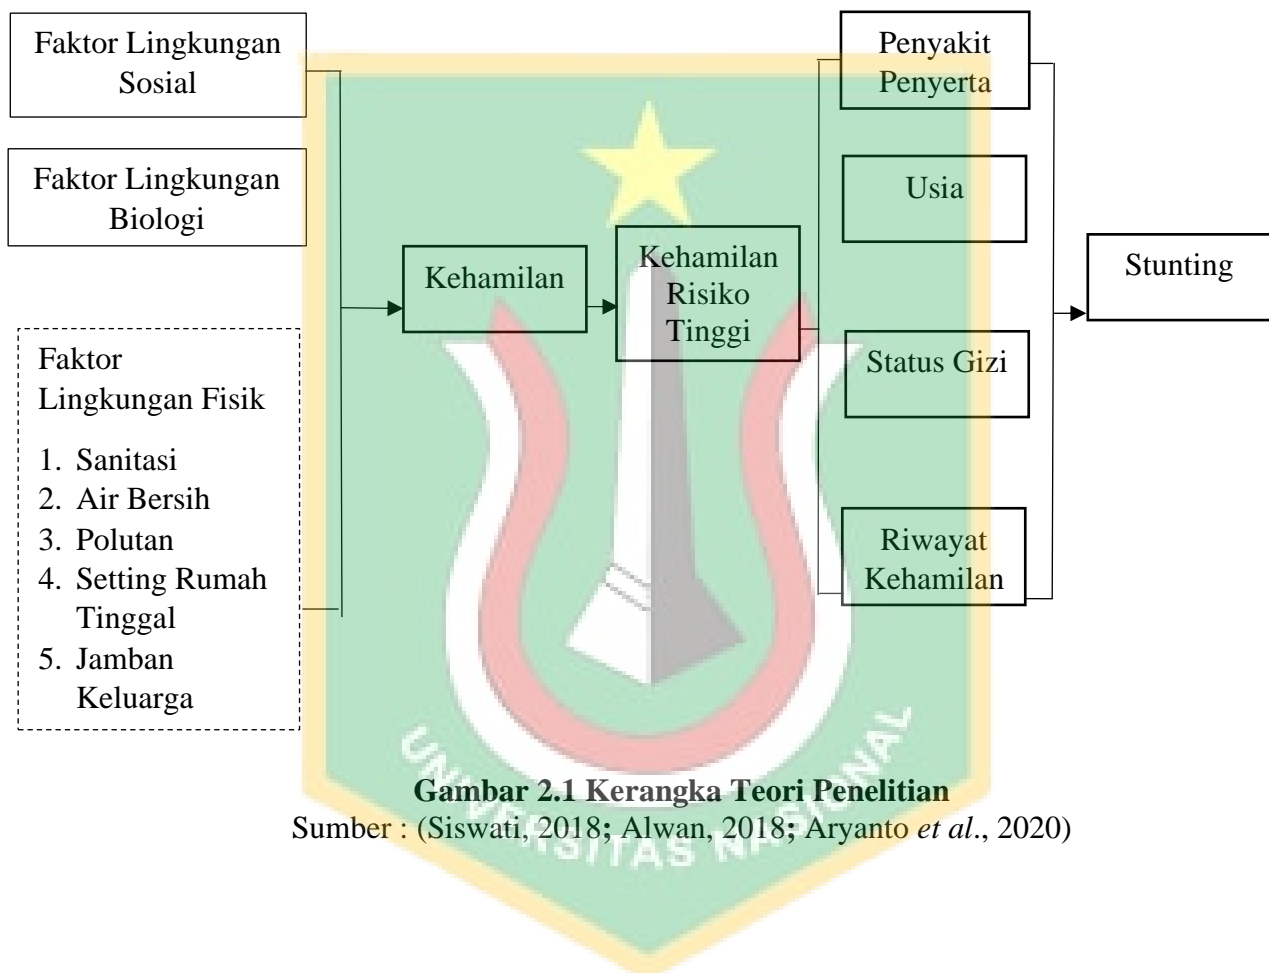 Faktor Lingkungan
Sosial
Faktor Lingkungan
Biologi
Faktor
Lingkungan Fisik
1. Sanitasi
2. Air Bersih
3. Polutan
4. Setting Rumah
Tinggal
5. Jamban
Keluarga
Kehamilan
Kehamilan
Risiko
Tinggi
Penyakit
Penyerta
Usia
Status Gizi
Riwayat
Kehamilan
Stunting
Gambar 2.1 Kerangka Teori Penelitian
Sumber : (Siswati, 2018; Alwan, 2018; Aryanto et al., 2020)
UNIVERSITAS NASIONAL